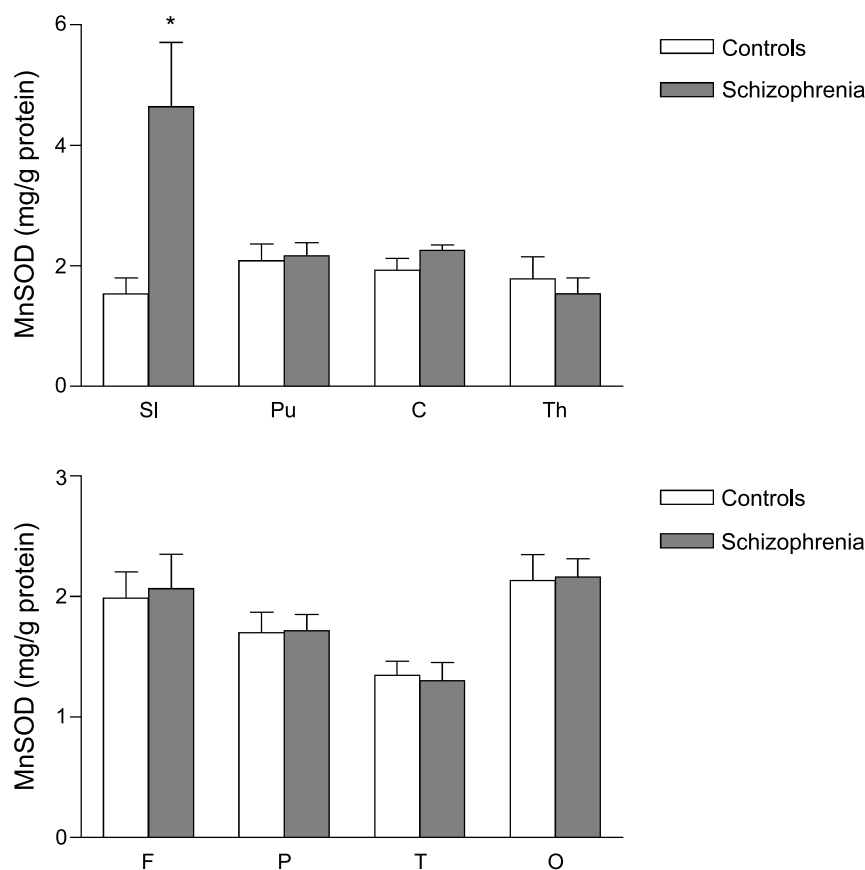 MnSOD (mg/g protein)
6
4
2
0
*
SI
Pu
C
Th
Controls
Schizophrenia
MnSOD (mg/g protein)
3
2
1
0
F
P
T
O
Controls
Schizophrenia